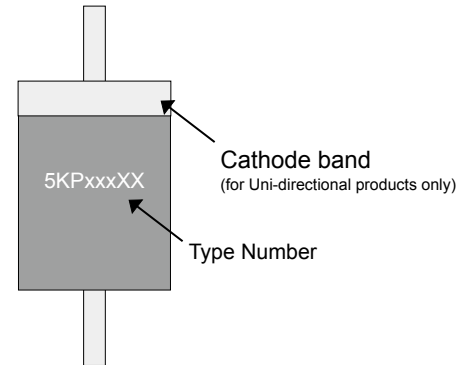 5KPxxxXX
Cathode band
(for Uni-directional products only)
Type Number